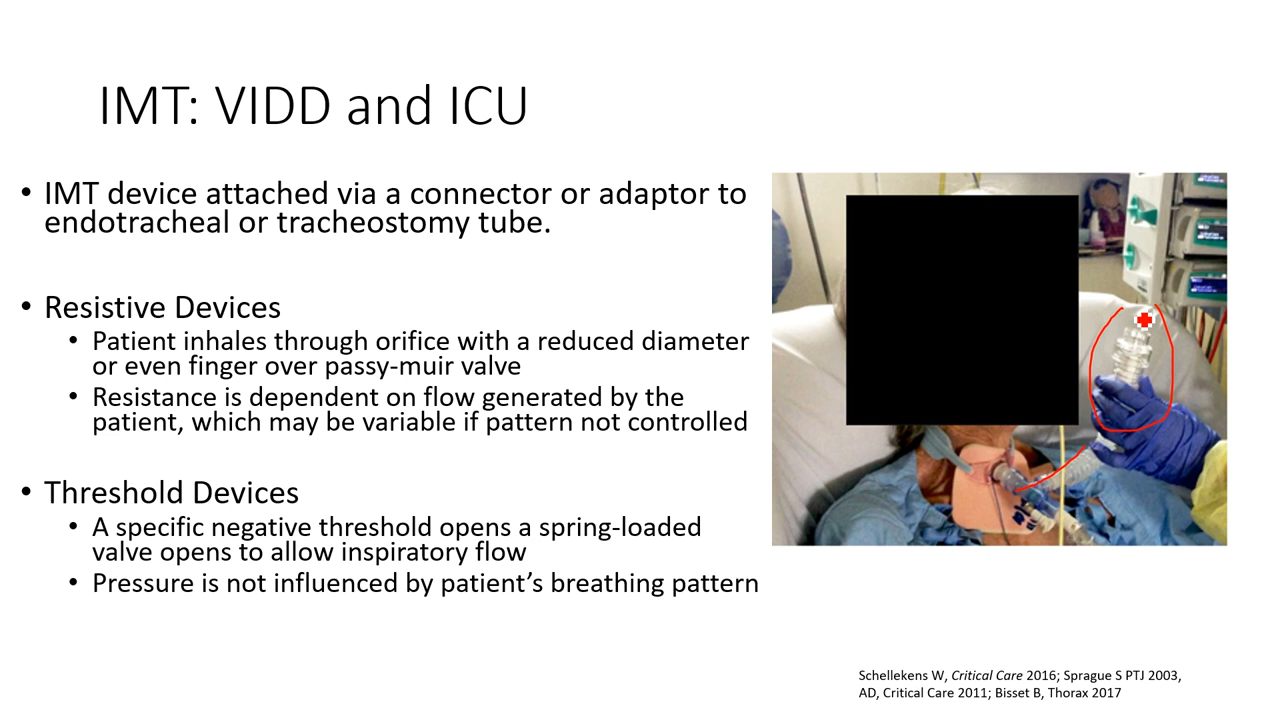 IMT: VIDD and ICU
• IMT device attached via a connector or adaptor to
endotracheal or tracheostomy tube.
• Resistive Devices
• Patient inhales through orifice with a reduced diameter
or even finger over passy-muir valve
• Resistance is dependent on flow generated by the
patient, which may be variable if pattern not controlled
• Threshold Devices
• A specific negative threshold opens a spring-loaded
valve opens to allow inspiratory flow
• Pressure is not influenced by patient’s breathing pattern
Schellekens W, Critical Care 2016; Sprague S PTJ 2003,
AD, Critical Care 2011; Bisset B, Thorax 2017